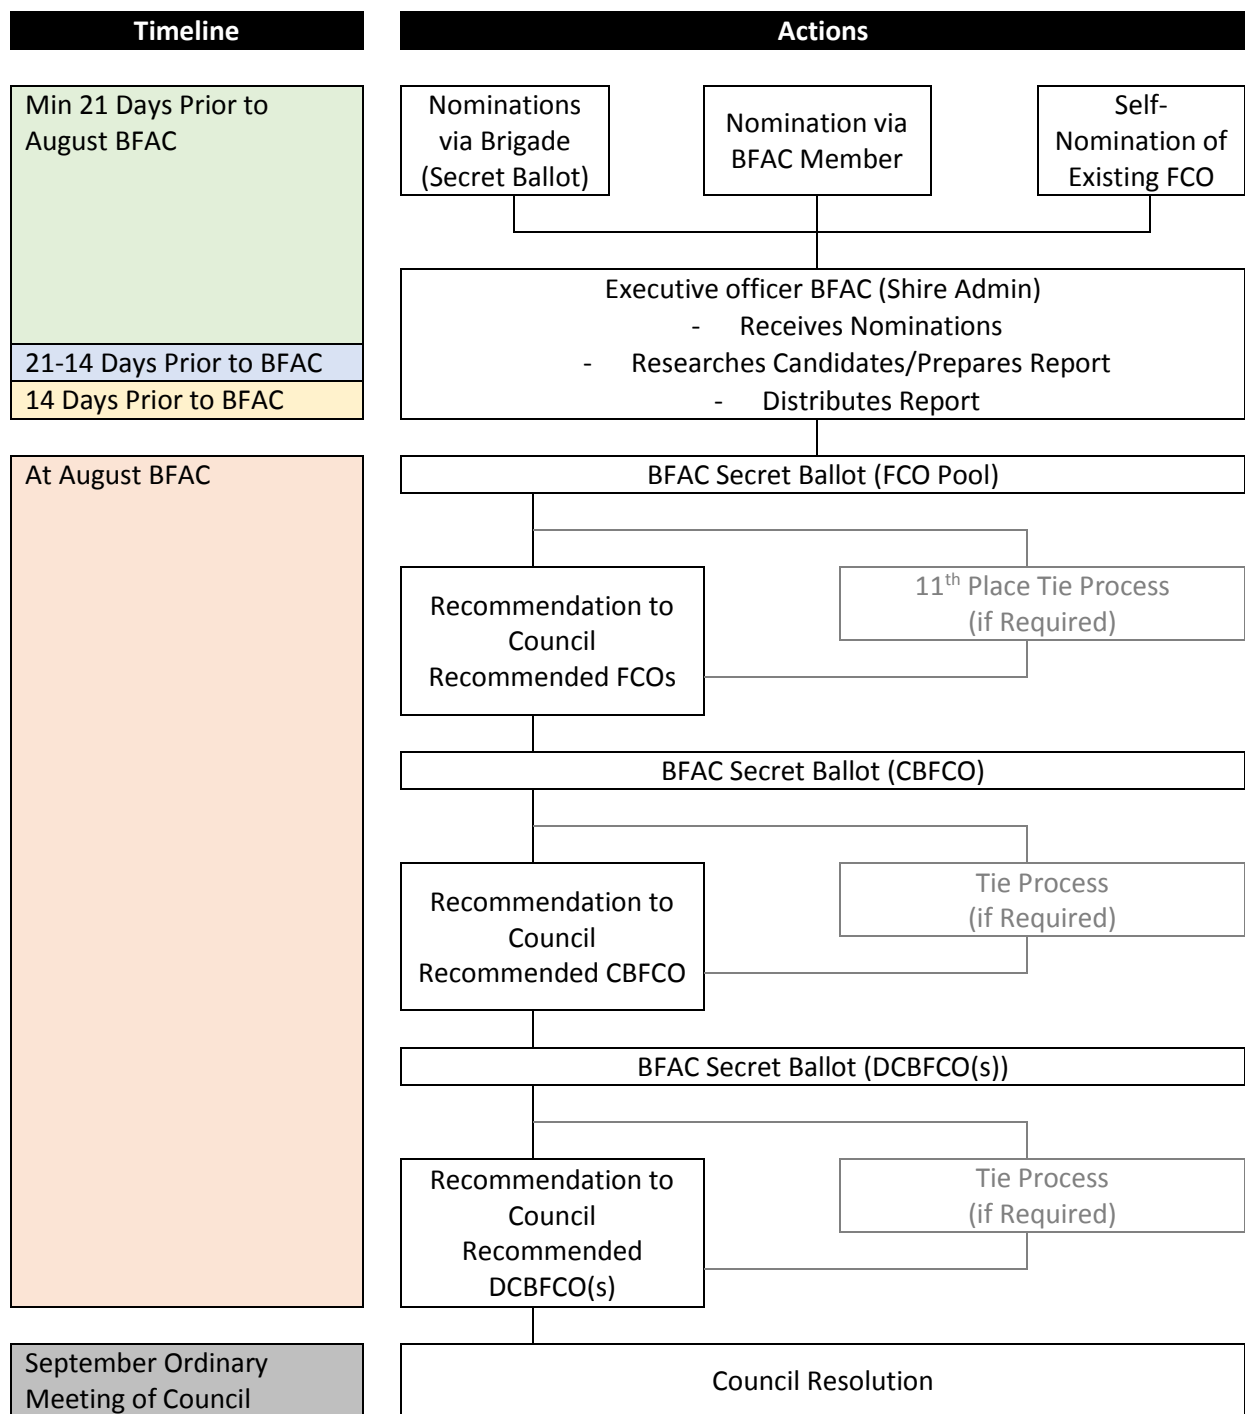 Timeline
Actions
Min 21 Days Prior to
August BFAC
Nominations
via Brigade
(Secret Ballot)
Nomination via
BFAC Member
Self-
Nomination of
Existing FCO
21-14 Days Prior to BFAC
14 Days Prior to BFAC
Executive officer BFAC (Shire Admin)
- Receives Nominations
- Researches Candidates/Prepares Report
- Distributes Report
At August BFAC
BFAC Secret Ballot (FCO Pool)
Recommendation to
Council
Recommended FCOs
11th Place Tie Process
(if Required)
BFAC Secret Ballot (CBFCO)
Recommendation to
Council
Recommended CBFCO
Tie Process
(if Required)
BFAC Secret Ballot (DCBFCO(s))
Recommendation to
Council
Recommended
DCBFCO(s)
Tie Process
(if Required)
September Ordinary
Meeting of Council
Council Resolution